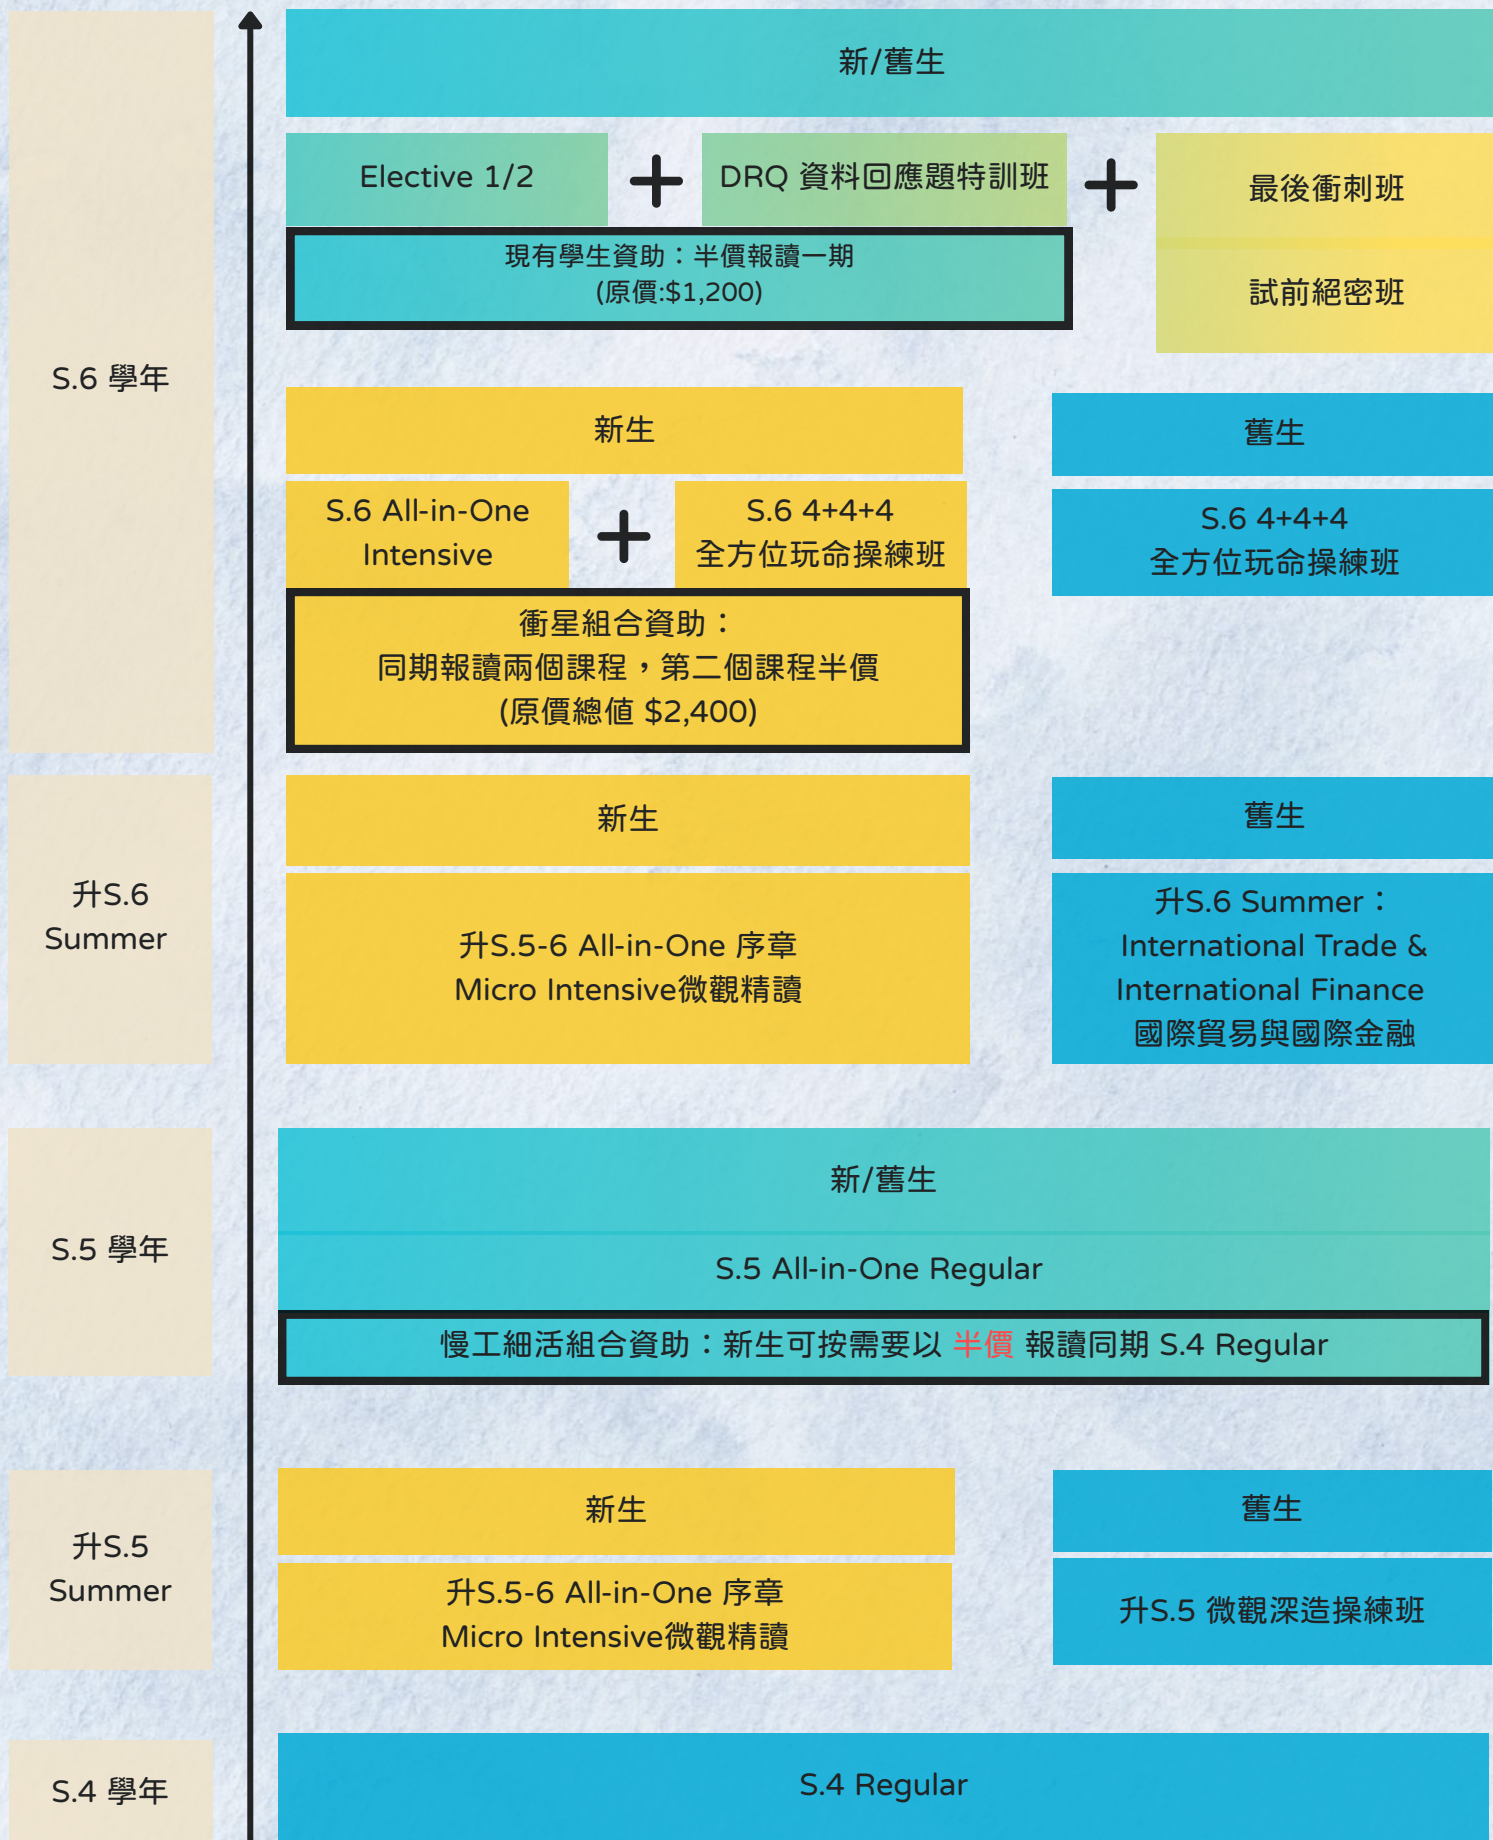 新/舊生
Elective 1/2
DRQ 資料回應題特訓班
最後衝刺班
試前絕密班
現有學生資助：半價報讀一期
(原價:$1,200)
S.6 學年
新生
S.6 All-in-One
Intensive
S.6 4+4+4
全方位玩命操練班
衝星組合資助：
同期報讀兩個課程，第二個課程半價
(原價總值 $2,400)
舊生
S.6 4+4+4
全方位玩命操練班
升S.6
Summer
新生
升S.5-6 All-in-One 序章
Micro Intensive微觀精讀
舊生
升S.6 Summer：
International Trade &
International Finance
國際貿易與國際金融
S.5 學年
新/舊生
S.5 All-in-One Regular
慢工細活組合資助：新生可按需要以 半價 報讀同期 S.4 Regular
升S.5
Summer
新生
升S.5-6 All-in-One 序章
Micro Intensive微觀精讀
舊生
升S.5 微觀深造操練班
S.4 學年
S.4 Regular